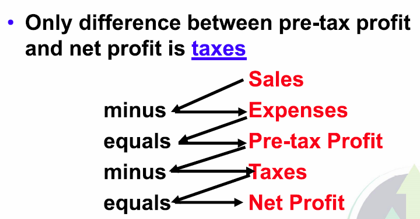 • Only difference between pre-tax profit
and net profit is taxes
Sales
minus Expenses
equals Pre-tax Profit
minus Taxes
equals Net Profit